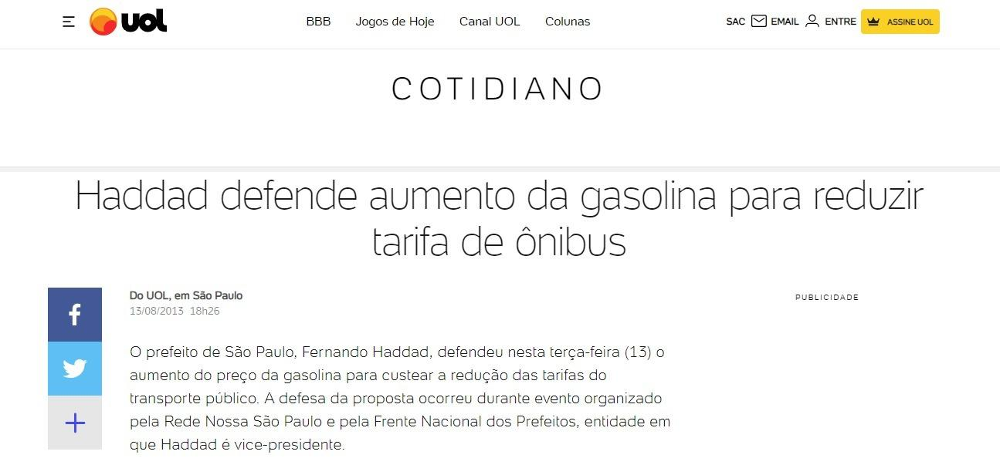 uol
BBB
Jogos de Hoje
Canal UOL
Colunas
SAC
EMAIL
ENTRE
ASSINE UOL
COTIDIANO
Haddad defende aumento da gasolina para reduzir
tarifa de ônibus
Do UOL, em São Paulo
13/08/2013 18h26
PUBLICIDADE
O prefeito de São Paulo, Fernando Haddad, defendeu nesta terça-feira (13) o
aumento do preço da gasolina para custear a redução das tarifas do
transporte público. A defesa da proposta ocorreu durante evento organizado
pela Rede Nossa São Paulo e pela Frente Nacional dos Prefeitos, entidade em
que Haddad é vice-presidente.